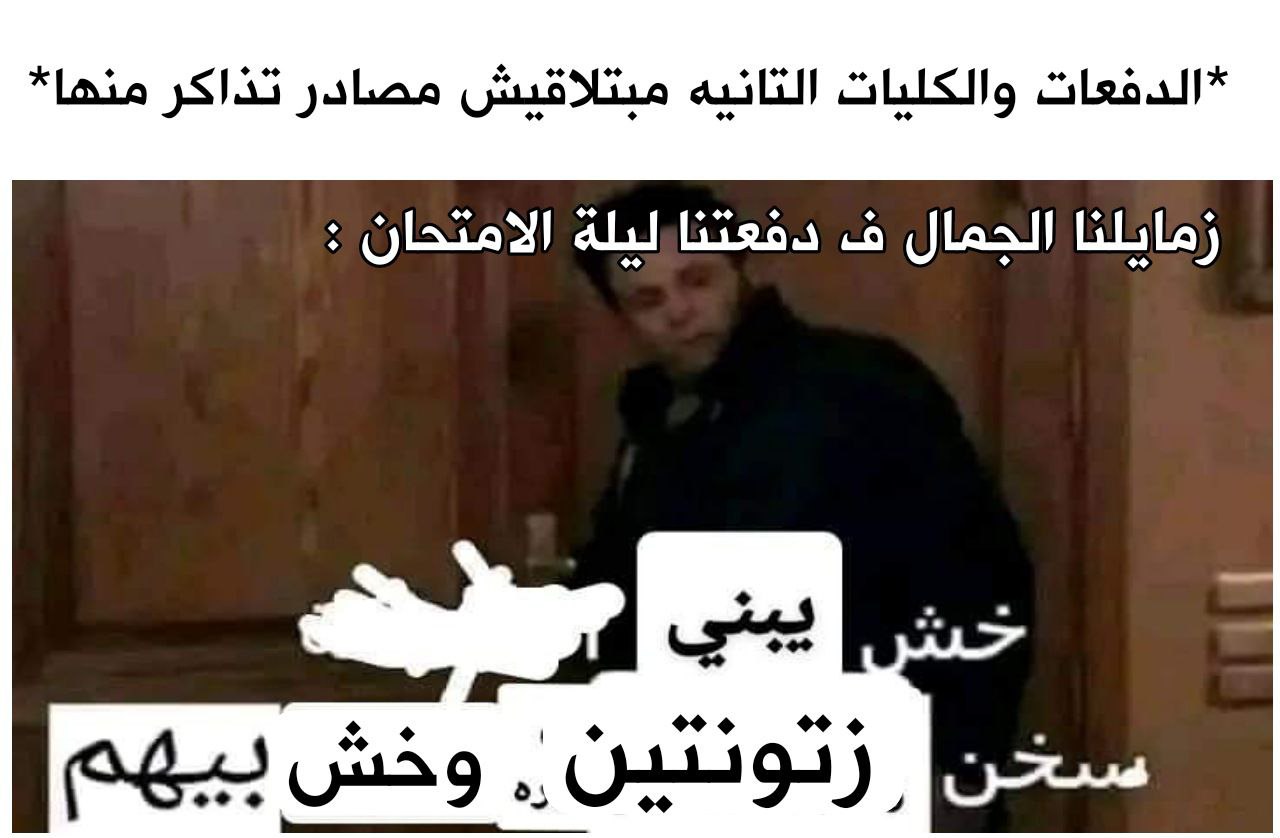 *الدفعات والكليات التانيه مبتلاقيش مصادر تذاكر منها*
زمايلنا الجمال ف دفعتنا ليلة الامتحان :
خش يبني
سخن زتونتين وخش بيهم